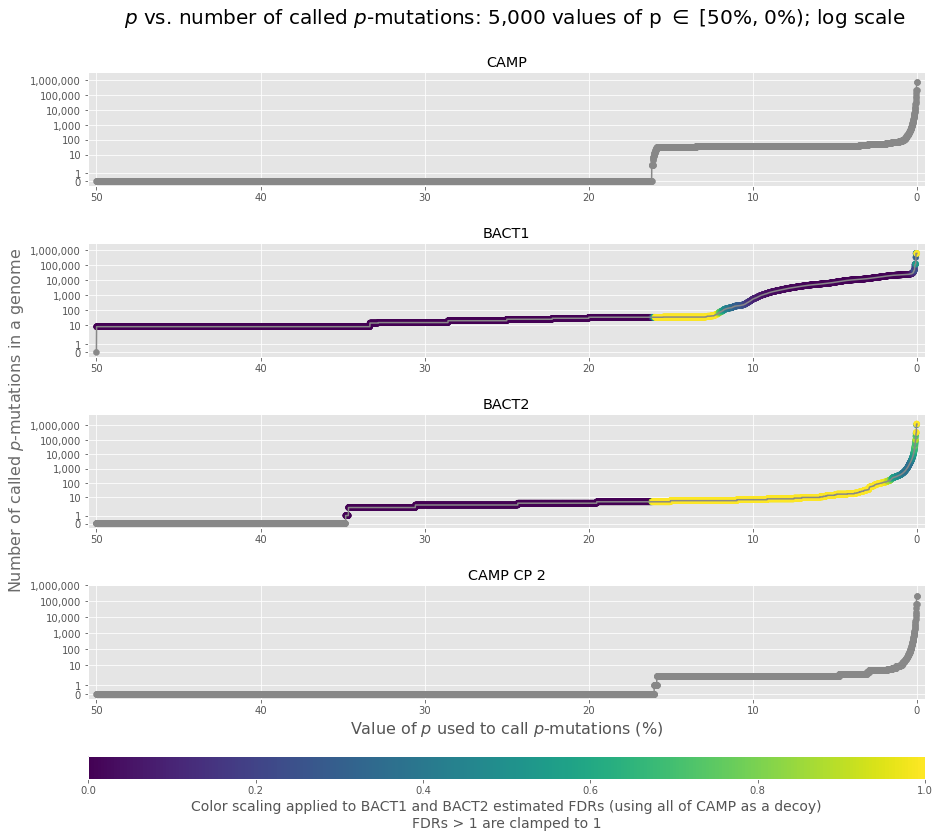 p vs. number of called p-mutations: 5,000 values of p ∈ [50%, 0%); log scale
CAMP
1,000,000
100,000
10,000
1,000
100
10
1
0
50 40 30 20 10 0
BACT1
1,000,000
100,000
10,000
1,000
100
10
1
0
50 40 30 20 10 0
Number of called p-mutations in a genome
BACT2
1,000,000
100,000
10,000
1,000
100
10
1
0
50 40 30 20 10 0
CAMP CP 2
1,000,000
100,000
10,000
1,000
100
10
1
0
50 40 30 20 10 0
Value of p used to call p-mutations (%)
0.0 0.2 0.4 0.6 0.8 1.0
Color scaling applied to BACT1 and BACT2 estimated FDRs (using all of CAMP as a decoy)
FDRs > 1 are clamped to 1